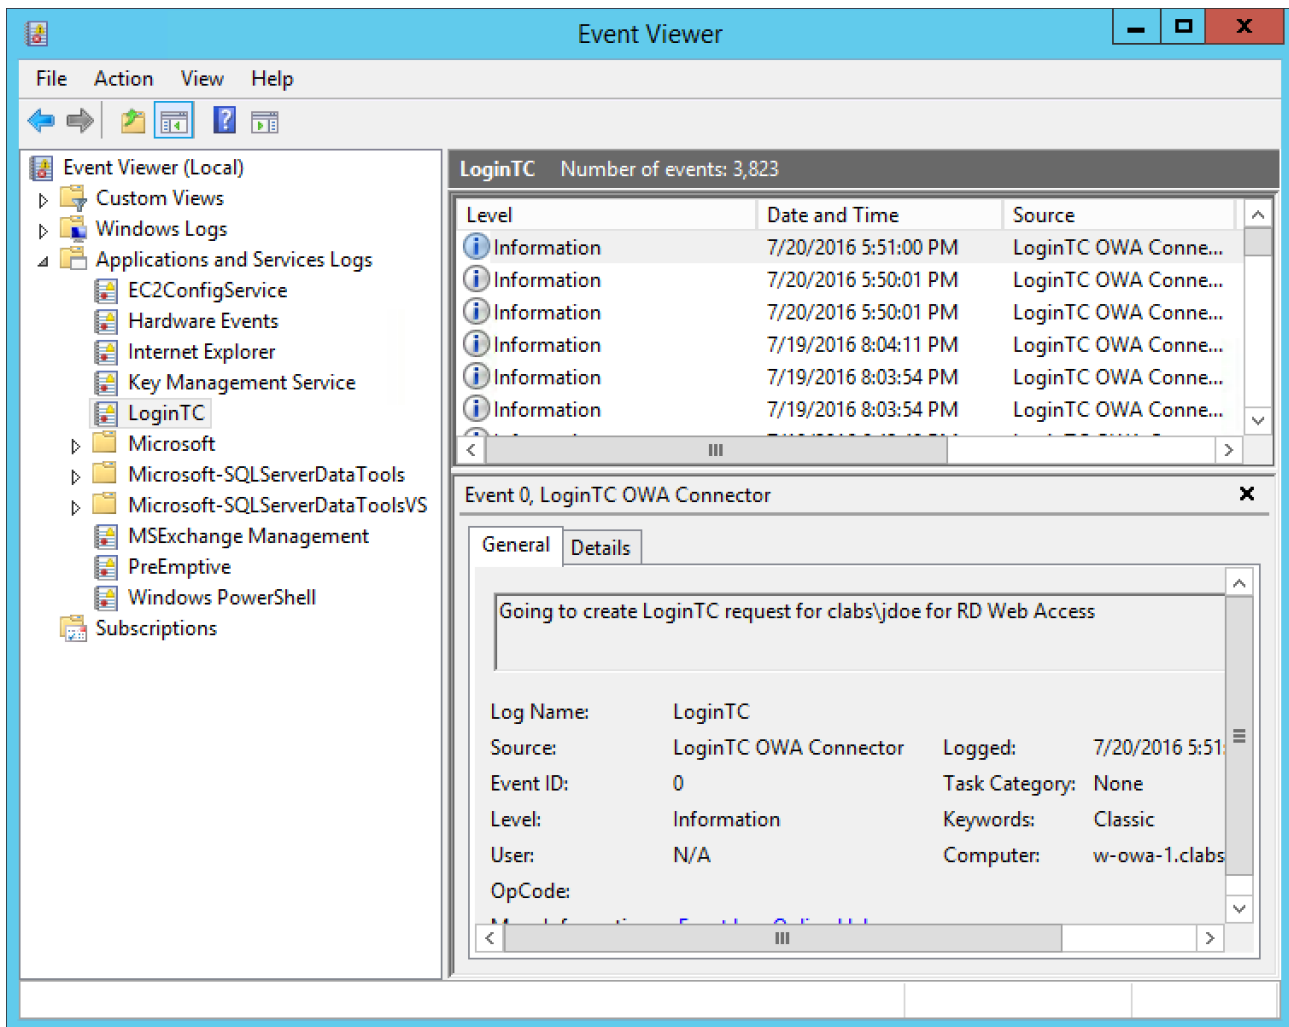 Event Viewer
File Action View Help
Event Viewer (Local)
Custom Views
Windows Logs
Applications and Services Logs
EC2ConfigService
Hardware Events
Internet Explorer
Key Management Service
LoginTC
Microsoft
Microsoft-SQLServerDataTools
Microsoft-SQLServerDataToolsVS
MSExchange Management
PreEmptive
Windows PowerShell
Subscriptions
LoginTC Number of events: 3,823
Level Date and Time Source
Information 7/20/2016 5:51:00 PM LoginTC OWA Conne...
Information 7/20/2016 5:50:01 PM LoginTC OWA Conne...
Information 7/20/2016 5:50:01 PM LoginTC OWA Conne...
Information 7/19/2016 8:04:11 PM LoginTC OWA Conne...
Information 7/19/2016 8:03:54 PM LoginTC OWA Conne...
Information 7/19/2016 8:03:54 PM LoginTC OWA Conne...
Event 0, LoginTC OWA Connector
General Details
Going to create LoginTC request for clabs\jdoe for RD Web Access
Log Name: LoginTC
Source: LoginTC OWA Connector Logged: 7/20/2016 5:51:
Event ID: 0 Task Category: None
Level: Information Keywords: Classic
User: N/A Computer: w-owa-1.clabs
OpCode: